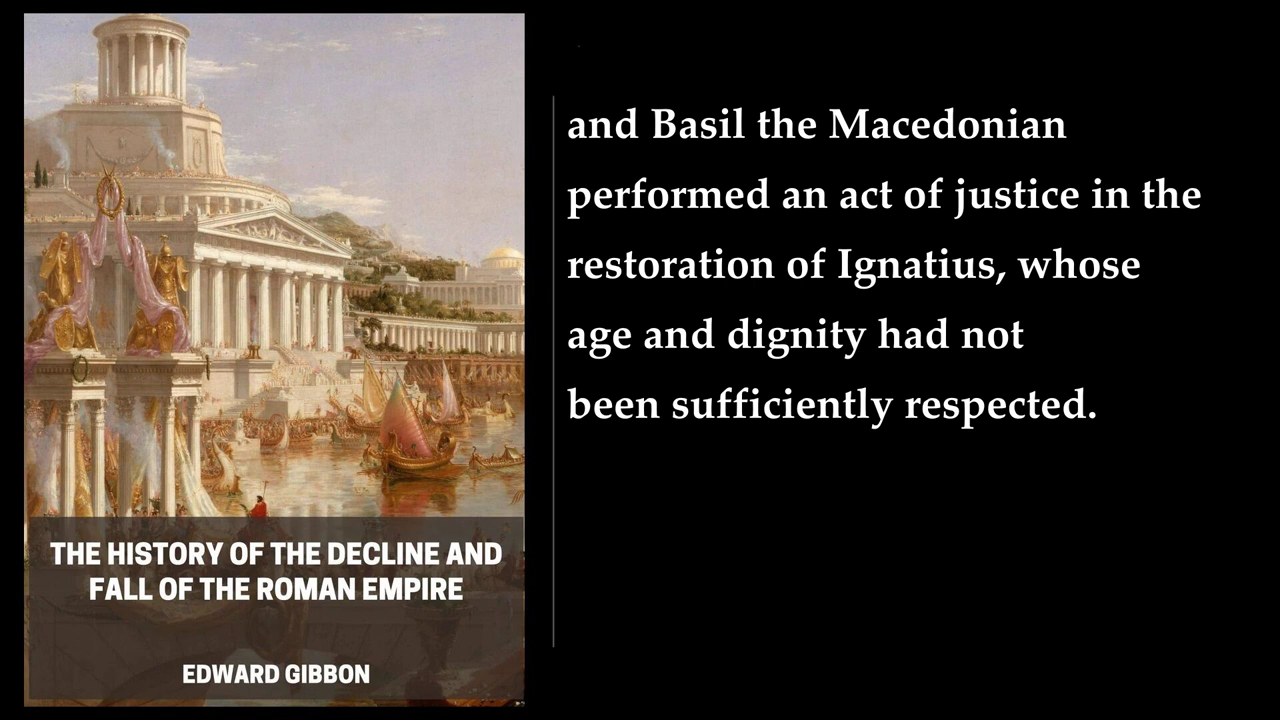 THE HISTORY OF THE DECLINE AND
FALL OF THE ROMAN EMPIRE
EDWARD GIBBON
and Basil the Macedonian
performed an act of justice in the
restoration of Ignatius, whose
age and dignity had not
been sufficiently respected.